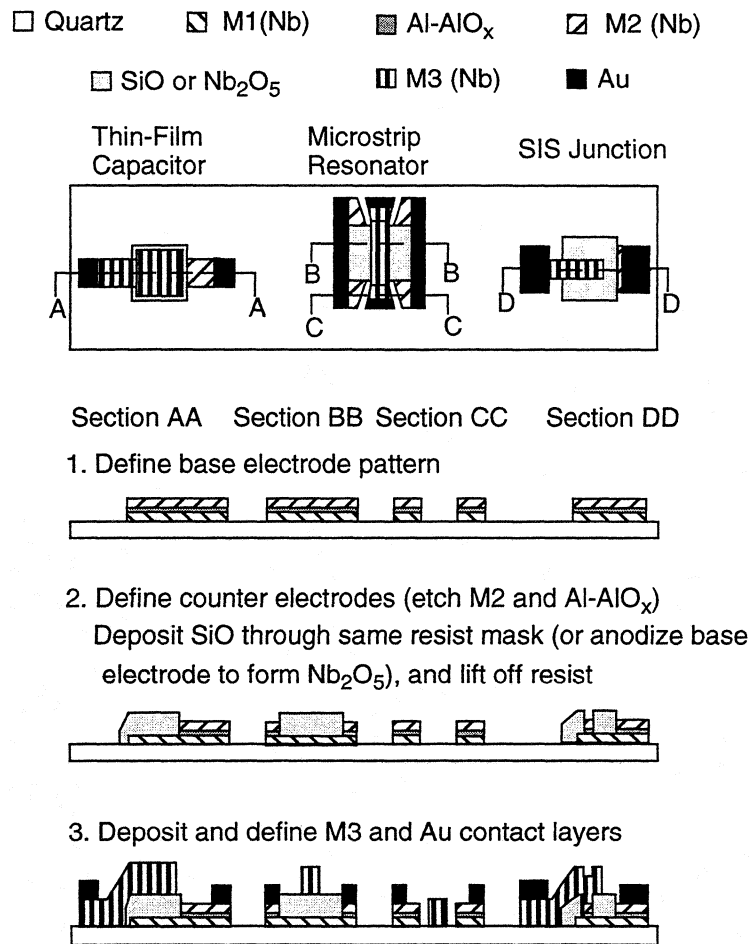 Quartz M1(Nb) Al-AlOx M2 (Nb)
SiO or Nb2O5 M3 (Nb) Au
Thin-Film
Capacitor
Microstrip
Resonator
SIS Junction
A A
B B
C C
D D
Section AA Section BB Section CC Section DD
1. Define base electrode pattern
2. Define counter electrodes (etch M2 and Al-AlOx)
Deposit SiO through same resist mask (or anodize base
electrode to form Nb2O5), and lift off resist
3. Deposit and define M3 and Au contact layers